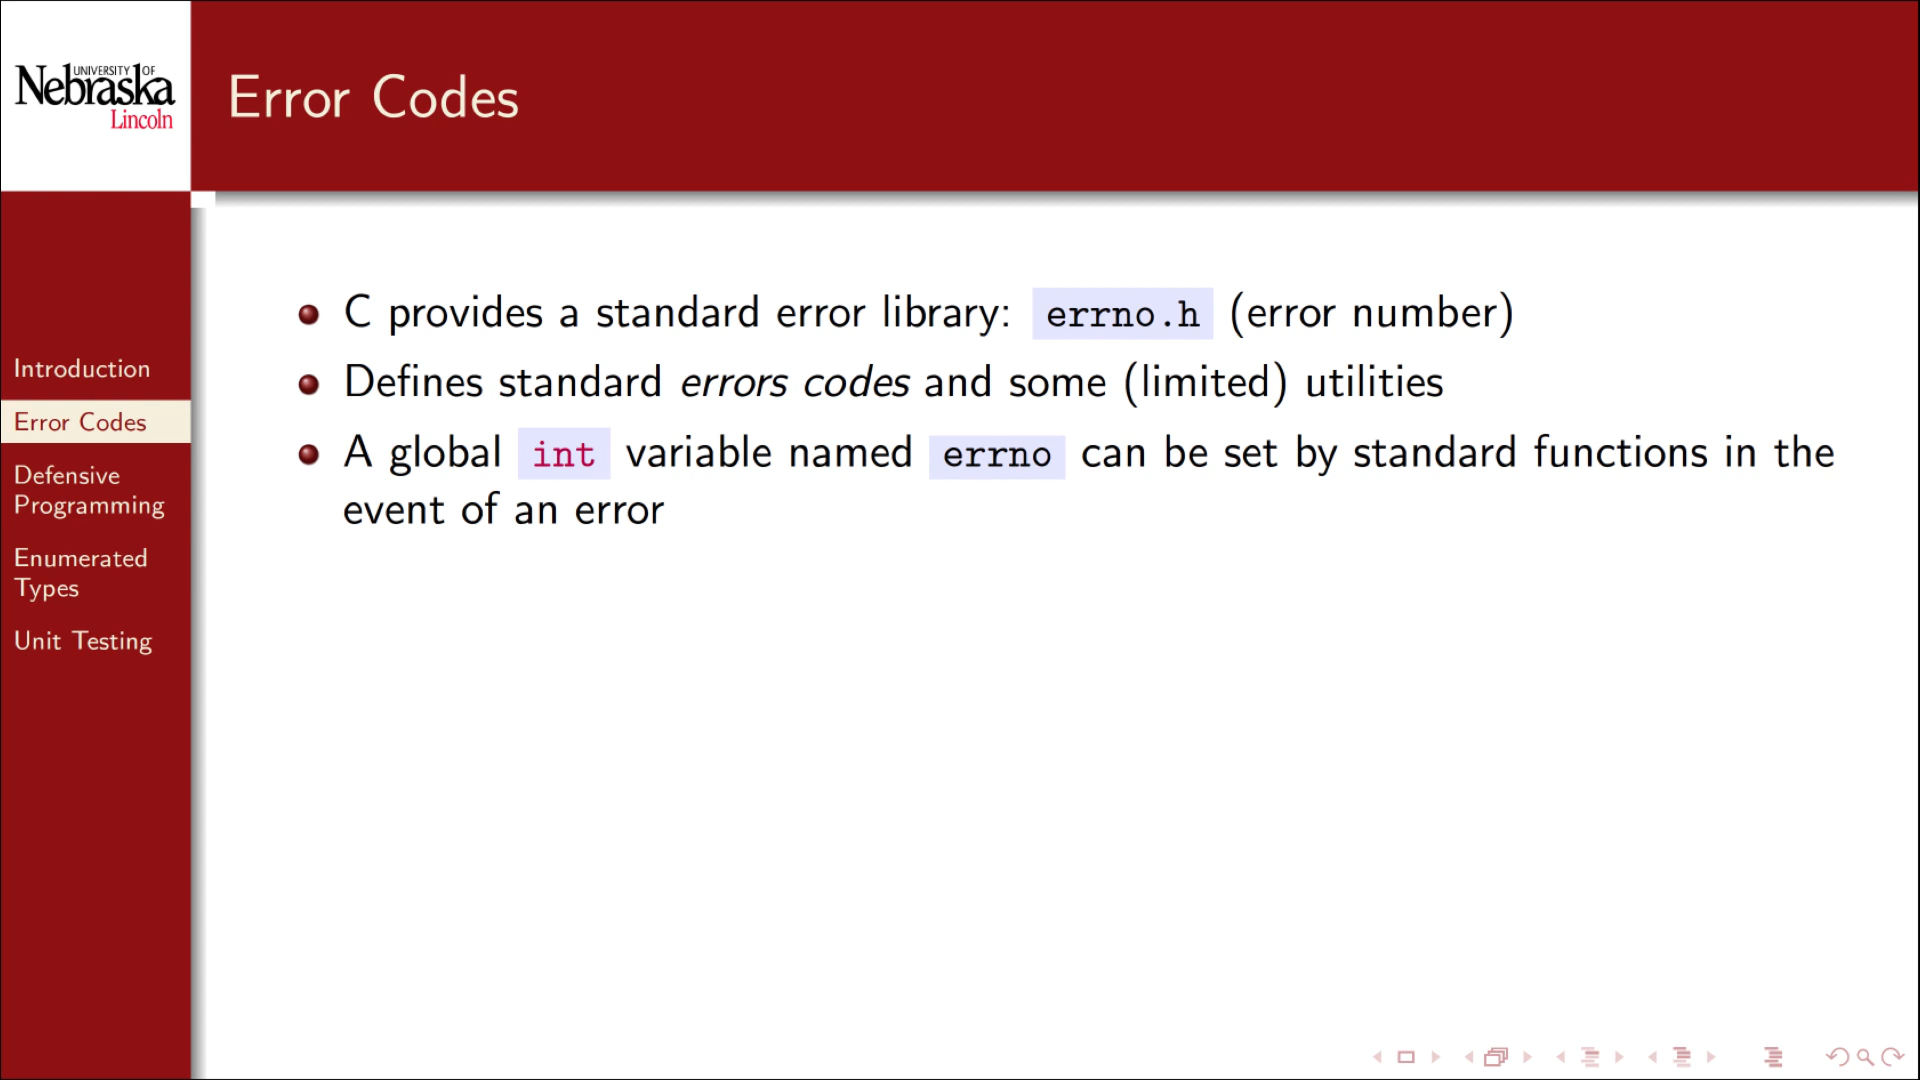 UNIVERSITY OF
Nebraska
Lincoln
Error Codes
Introduction
Error Codes
Defensive
Programming
Enumerated
Types
Unit Testing
C provides a standard error library: errno.h (error number)
Defines standard errors codes and some (limited) utilities
A global int variable named errno can be set by standard functions in the
event of an error